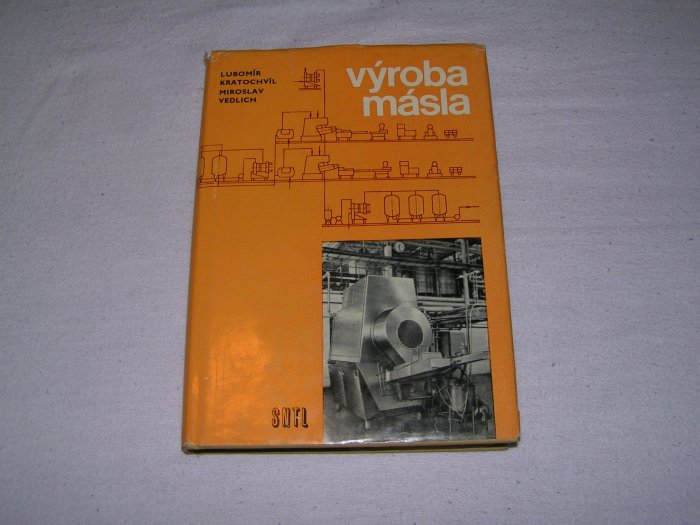 LUBOMÍR
KRATOCHVÍL
MIROSLAV
VEDLICH
výroba
másla
SNTL